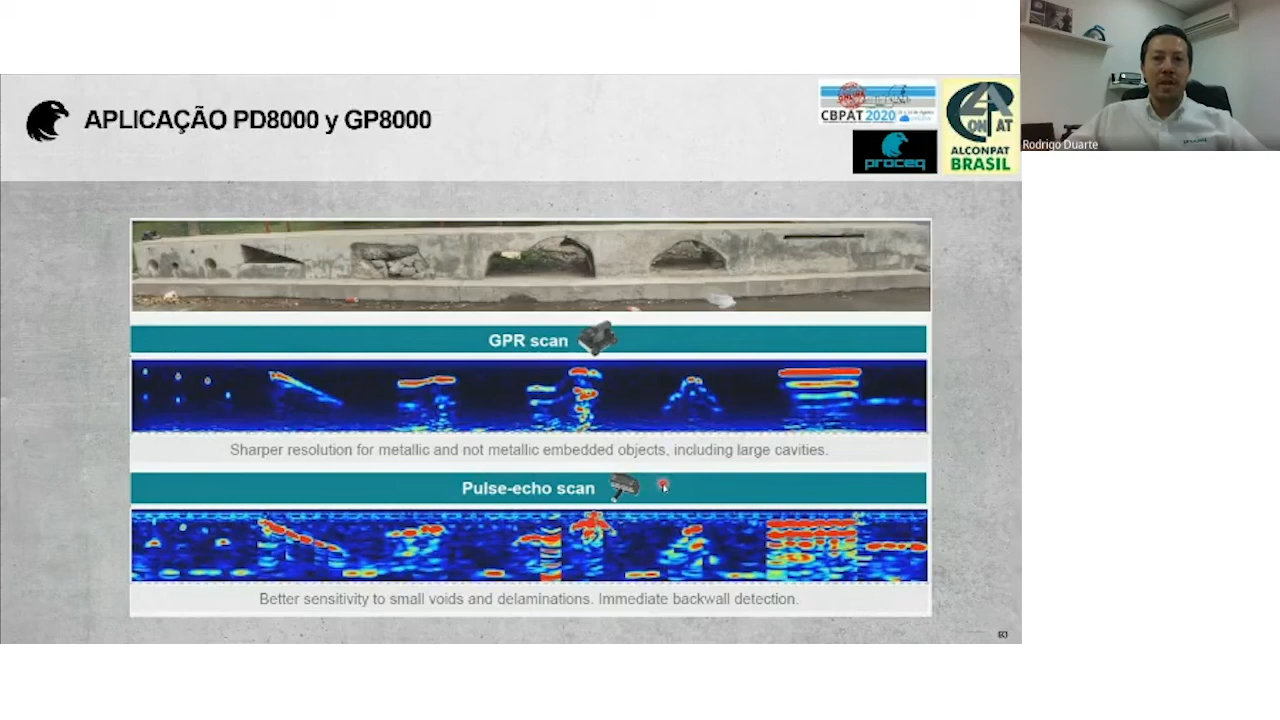 APLICAÇÃO PD8000 y GP8000
CBPAT 2020
proceq
ALCONPAT
BRASIL
Rodrigo Duarte
GPR scan
Sharper resolution for metallic and not metallic embedded objects, including large cavities.
Pulse-echo scan
Better sensitivity to small voids and delaminations. Immediate backwall detection.